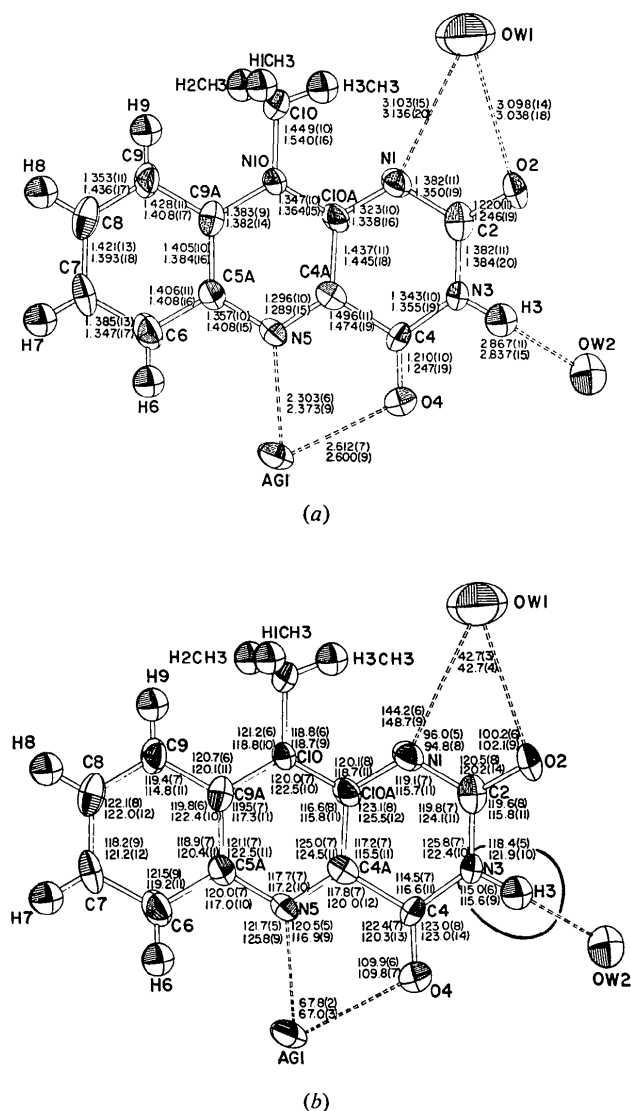 OW1
H1CH3
H2CH3
H3CH3
C10
3.103(15)
3.136(20)
3.098(14)
3.038(18)
H9
1.449(10)
1.540(16)
C9
N10
N1
O2
H8
1.353(11)
1.436(17)
1.428(11)
1.408(17)
C9A
1.383(9)
1.382(14)
1.347(10)
1.364(5)
C10A
1.323(10)
1.338(16)
1.382(11)
1.350(19)
1.246(19)
C2
C8
1.421(13)
1.393(18)
1.405(10)
1.384(16)
1.437(11)
1.445(18)
1.382(11)
1.384(20)
C7
C5A
C4A
N3
H3
1.385(13)
1.347(17)
1.406(11)
1.408(16)
1.357(10)
1.408(15)
1.296(10)
1.289(15)
1.496(11)
1.474(19)
1.343(10)
1.355(19)
H7
C6
N5
C4
2.867(11)
2.837(15)
OW2
H6
1.210(10)
1.247(19)
2.303(6)
2.373(9)
O4
2.612(7)
2.600(9)
AG1
(a)
OW1
H1CH3
H2CH3
H3CH3
42.7(3)
42.7(4)
H9
144.2(6)
148.7(9)
H8
C9
121.2(6)
118.8(10)
118.8(6)
118.7(9)
C10
N1
96.0(5)
94.8(8)
100.2(6)
102.1(9)
O2
C8
119.4(7)
114.8(11)
120.7(6)
120.1(11)
C9A
120.0(7)
122.5(10)
120.1(8)
118.7(11)
C10A
119.1(7)
115.7(11)
120.5(8)
120.2(14)
C2
122.1(8)
122.0(12)
119.8(6)
122.4(10)
119.5(7)
117.3(11)
116.6(8)
115.8(11)
123.1(8)
125.5(12)
119.8(7)
124.1(11)
119.6(8)
115.8(11)
118.2(9)
121.2(12)
118.9(7)
120.4(11)
C5A
121.1(7)
122.5(11)
125.0(7)
124.5(11)
C4A
117.2(7)
115.5(11)
125.8(7)
122.4(10)
118.4(5)
121.9(10)
N3
H3
C7
121.5(9)
119.2(11)
120.0(7)
117.0(10)
117.7(7)
117.2(10)
117.8(7)
120.0(12)
114.5(7)
116.6(11)
115.0(6)
115.6(9)
H7
C6
N5
C4
121.7(5)
125.8(9)
120.5(5)
116.9(9)
122.4(7)
120.3(13)
123.0(8)
123.0(14)
OW2
H6
109.9(6)
109.8(7)
O4
67.8(2)
67.0(3)
AG1
(b)